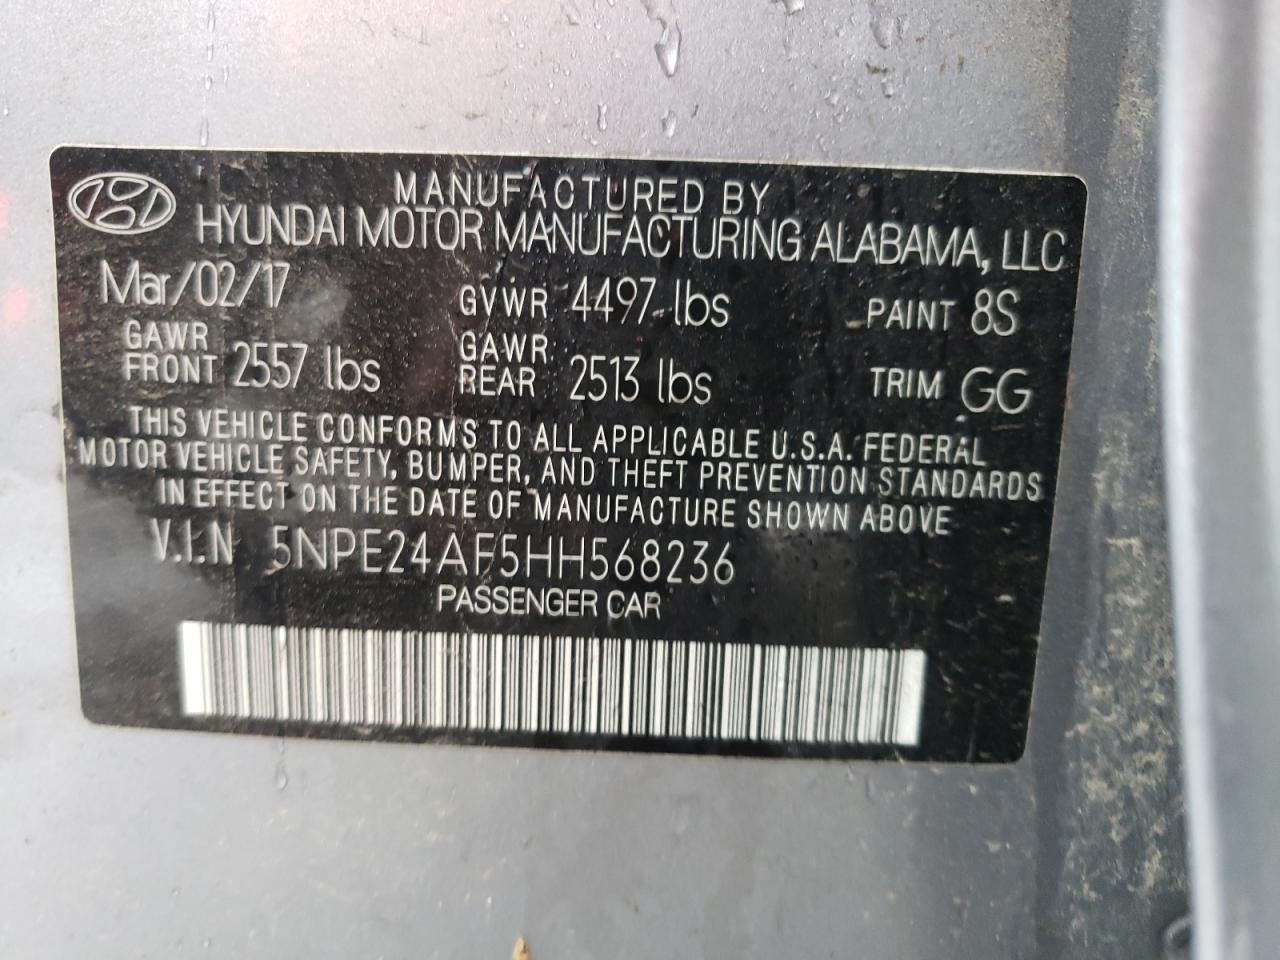 MANUFACTURED BY
HYUNDAI MOTOR MANUFACTURING ALABAMA, LLC
Mar/02/17 GVWR 4497 lbs PAINT 8S
GAWR FRONT 2557 lbs GAWR REAR 2513 lbs TRIM GG
THIS VEHICLE CONFORMS TO ALL APPLICABLE U.S.A. FEDERAL
MOTOR VEHICLE SAFETY, BUMPER, AND THEFT PREVENTION STANDARDS
IN EFFECT ON THE DATE OF MANUFACTURE SHOWN ABOVE
V.I.N 5NPE24AF5HH568236
PASSENGER CAR